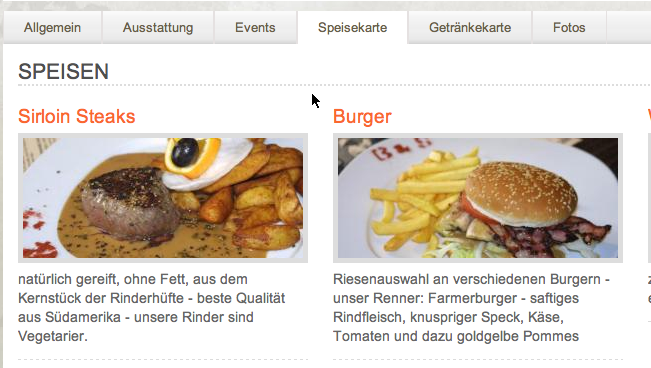 Allgemein
Ausstattung
Events
Speisekarte
Getränkekarte
Fotos
SPEISEN
Sirloin Steaks
natürlich gereift, ohne Fett, aus dem
Kernstück der Rinderhüfte - beste Qualität
aus Südamerika - unsere Rinder sind
Vegetarier.
Burger
B & S
Riesenauswahl an verschiedenen Burgern -
unser Renner: Farmerburger - saftiges
Rindfleisch, knuspriger Speck, Käse,
Tomaten und dazu goldgelbe Pommes